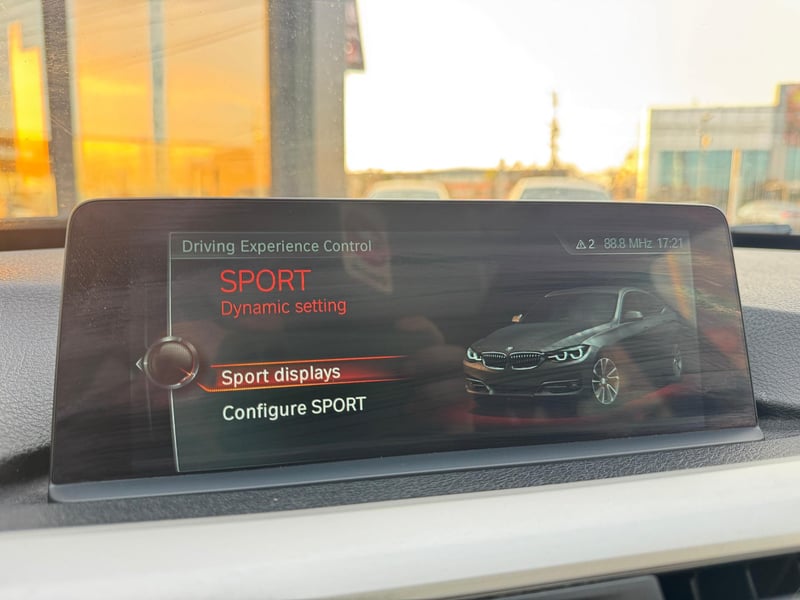 Driving Experience Control
2 88.8 MHz 17:21
SPORT
Dynamic setting
Sport displays
Configure SPORT